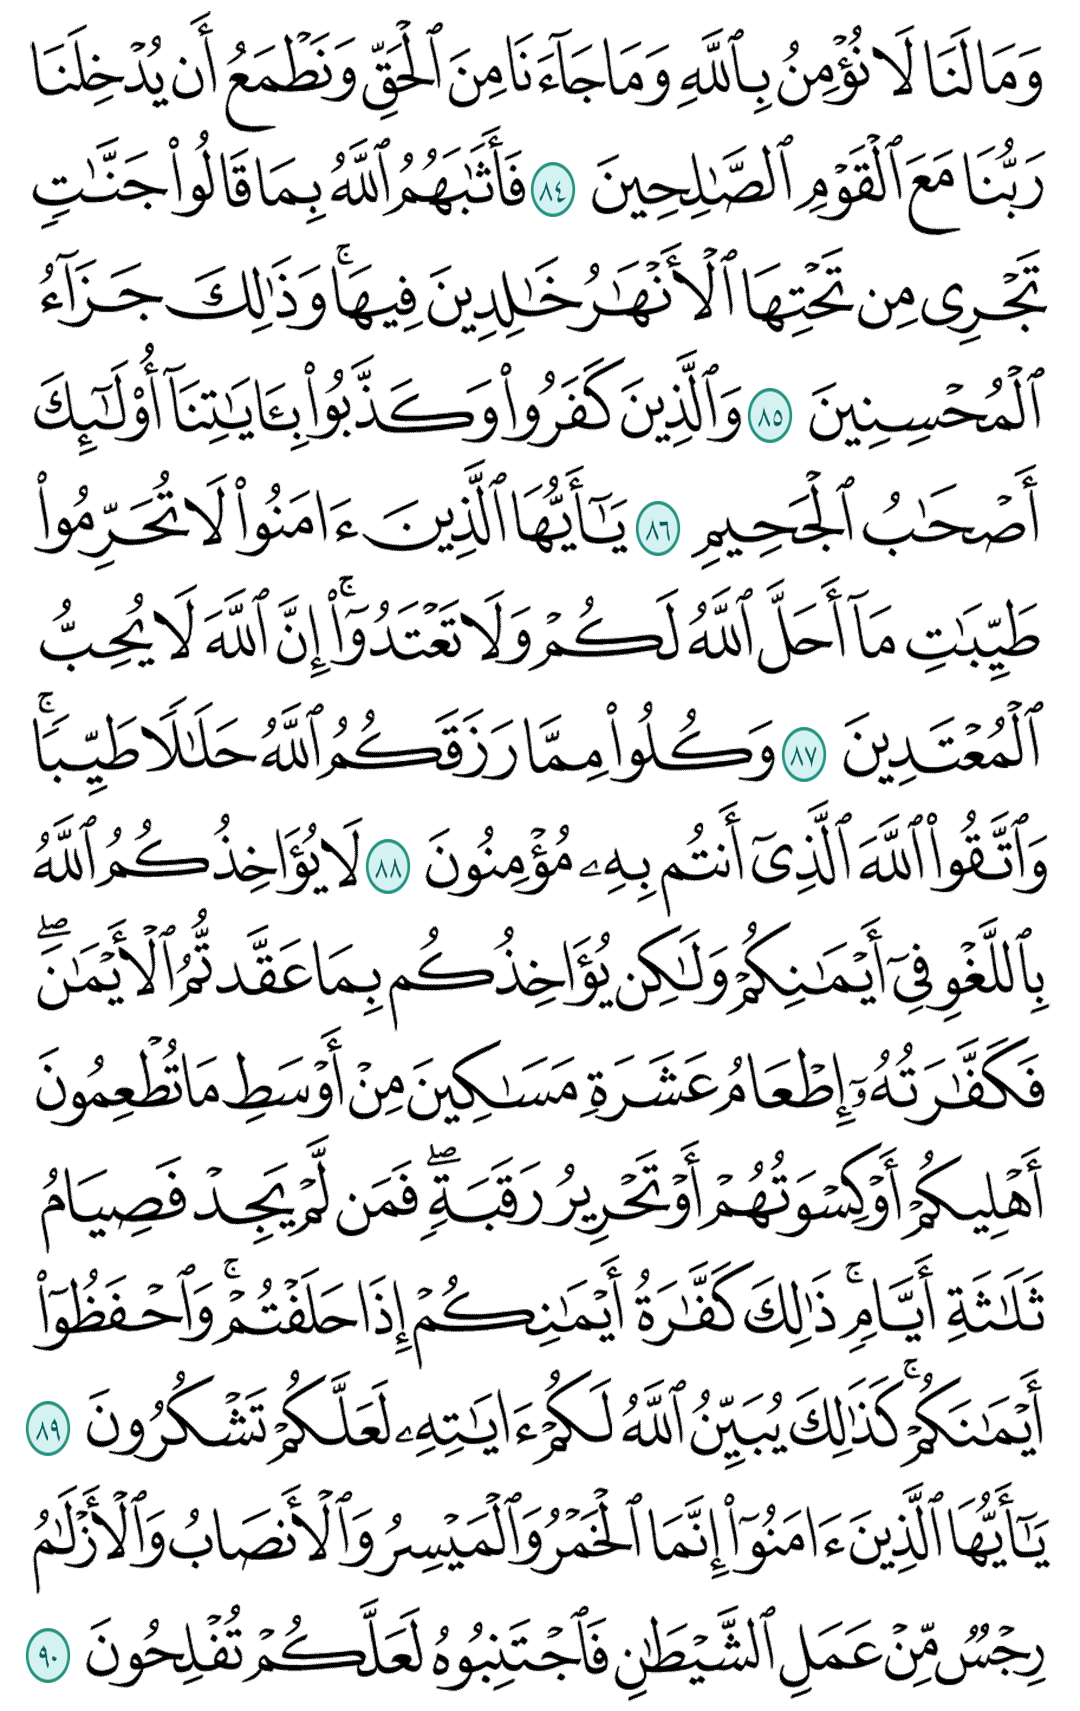 وَمَا لَنَا لَا نُؤْمِنُ بِٱللَّهِ وَمَا جَآءَنَا مِنَ ٱلْحَقِّ وَنَطْمَعُ أَن يُدْخِلَنَا
رَبُّنَا مَعَ ٱلْقَوْمِ ٱلصَّـٰلِحِينَ ٨٤ فَأَثَـٰبَهُمُ ٱللَّهُ بِمَا قَالُوا۟ جَنَّـٰتٍ
تَجْرِى مِن تَحْتِهَا ٱلْأَنْهَـٰرُ خَـٰلِدِينَ فِيهَا ۚ وَذَٰلِكَ جَزَآءُ
ٱلْمُحْسِنِينَ ٨٥ وَٱلَّذِينَ كَفَرُوا۟ وَكَذَّبُوا۟ بِـَٔايَـٰتِنَآ أُو۟لَـٰٓئِكَ
أَصْحَـٰبُ ٱلْجَحِيمِ ٨٦ يَـٰٓأَيُّهَا ٱلَّذِينَ ءَامَنُوا۟ لَا تُحَرِّمُوا۟
طَيِّبَـٰتِ مَآ أَحَلَّ ٱللَّهُ لَكُمْ وَلَا تَعْتَدُوٓا۟ ۚ إِنَّ ٱللَّهَ لَا يُحِبُّ
ٱلْمُعْتَدِينَ ٨٧ وَكُلُوا۟ مِمَّا رَزَقَكُمُ ٱللَّهُ حَلَـٰلًا طَيِّبًا ۚ
وَٱتَّقُوا۟ ٱللَّهَ ٱلَّذِىٓ أَنتُم بِهِۦ مُؤْمِنُونَ ٨٨ لَا يُؤَاخِذُكُمُ ٱللَّهُ
بِٱللَّغْوِ فِىٓ أَيْمَـٰنِكُمْ وَلَـٰكِن يُؤَاخِذُكُم بِمَا عَقَّدتُّمُ ٱلْأَيْمَـٰنَ ۖ
فَكَفَّـٰرَتُهُۥٓ إِطْعَامُ عَشَرَةِ مَسَـٰكِينَ مِنْ أَوْسَطِ مَا تُطْعِمُونَ
أَهْلِيكُمْ أَوْ كِسْوَتُهُمْ أَوْ تَحْرِيرُ رَقَبَةٍ ۖ فَمَن لَّمْ يَجِدْ فَصِيَامُ
ثَلَـٰثَةِ أَيَّامٍ ۚ ذَٰلِكَ كَفَّـٰرَةُ أَيْمَـٰنِكُمْ إِذَا حَلَفْتُمْ ۚ وَٱحْفَظُوٓا۟
أَيْمَـٰنَكُمْ ۚ كَذَٰلِكَ يُبَيِّنُ ٱللَّهُ لَكُمْ ءَايَـٰتِهِۦ لَعَلَّكُمْ تَشْكُرُونَ ٨٩
يَـٰٓأَيُّهَا ٱلَّذِينَ ءَامَنُوٓا۟ إِنَّمَا ٱلْخَمْرُ وَٱلْمَيْسِرُ وَٱلْأَنصَابُ وَٱلْأَزْلَـٰمُ
رِجْسٌ مِّنْ عَمَلِ ٱلشَّيْطَـٰنِ فَٱجْتَنِبُوهُ لَعَلَّكُمْ تُفْلِحُونَ ٩٠